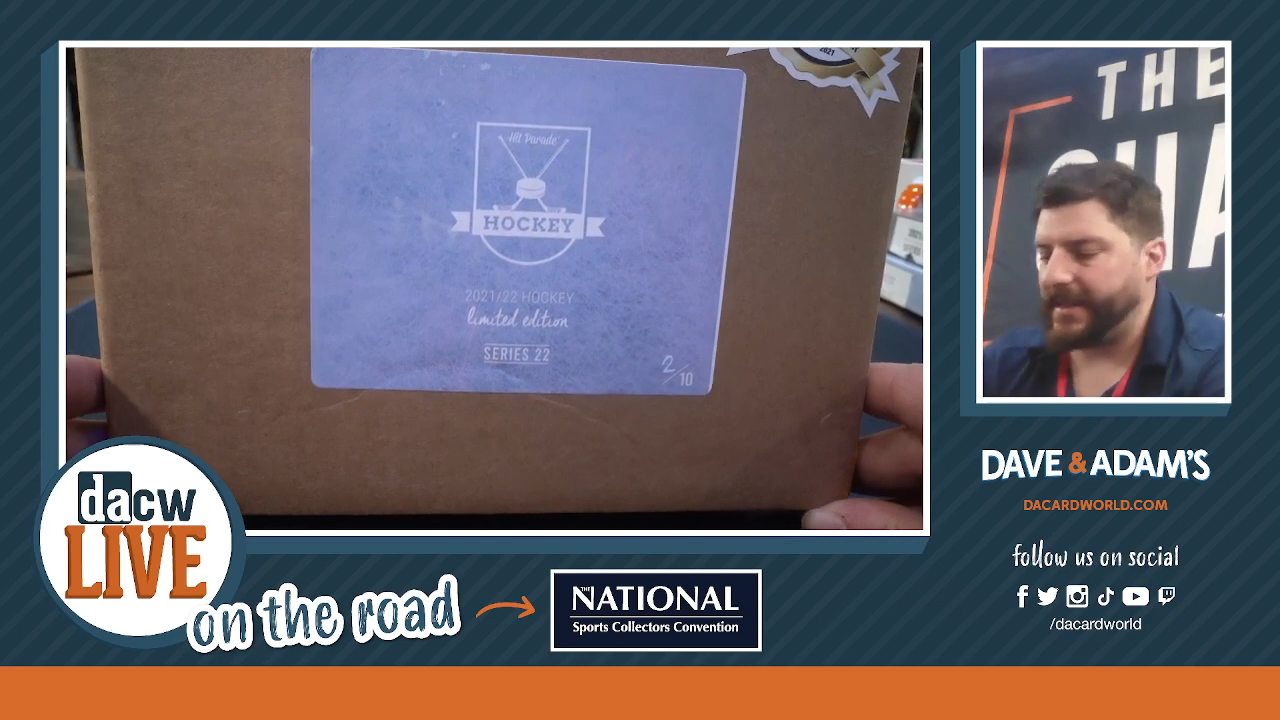 2021
Hit Parade
HOCKEY
2021/22 HOCKEY
limited edition
SERIES 22
2/10
THE
dacw
LIVE
on the road
THE
NATIONAL
Sports Collectors Convention
DAVE & ADAM'S
DACARDWORLD.COM
follow us on social
/dacardworld